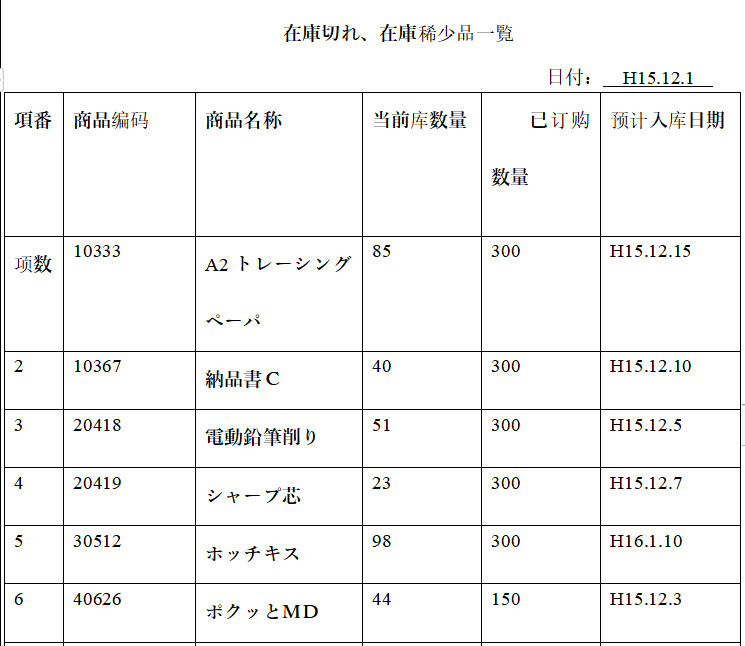 在庫切れ、在庫稀少品一覧
日付： H15.12.1
項番 商品编码 商品名称 当前库数量 已订购 预计入库日期
数量
项数 10333 A2トレーシング 85 300 H15.12.15
ペーパ
2 10367 納品書C 40 300 H15.12.10
3 20418 電動鉛筆削り 51 300 H15.12.5
4 20419 シャープ芯 23 300 H15.12.7
5 30512 ホッチキス 98 300 H16.1.10
6 40626 ポクッとMD 44 150 H15.12.3